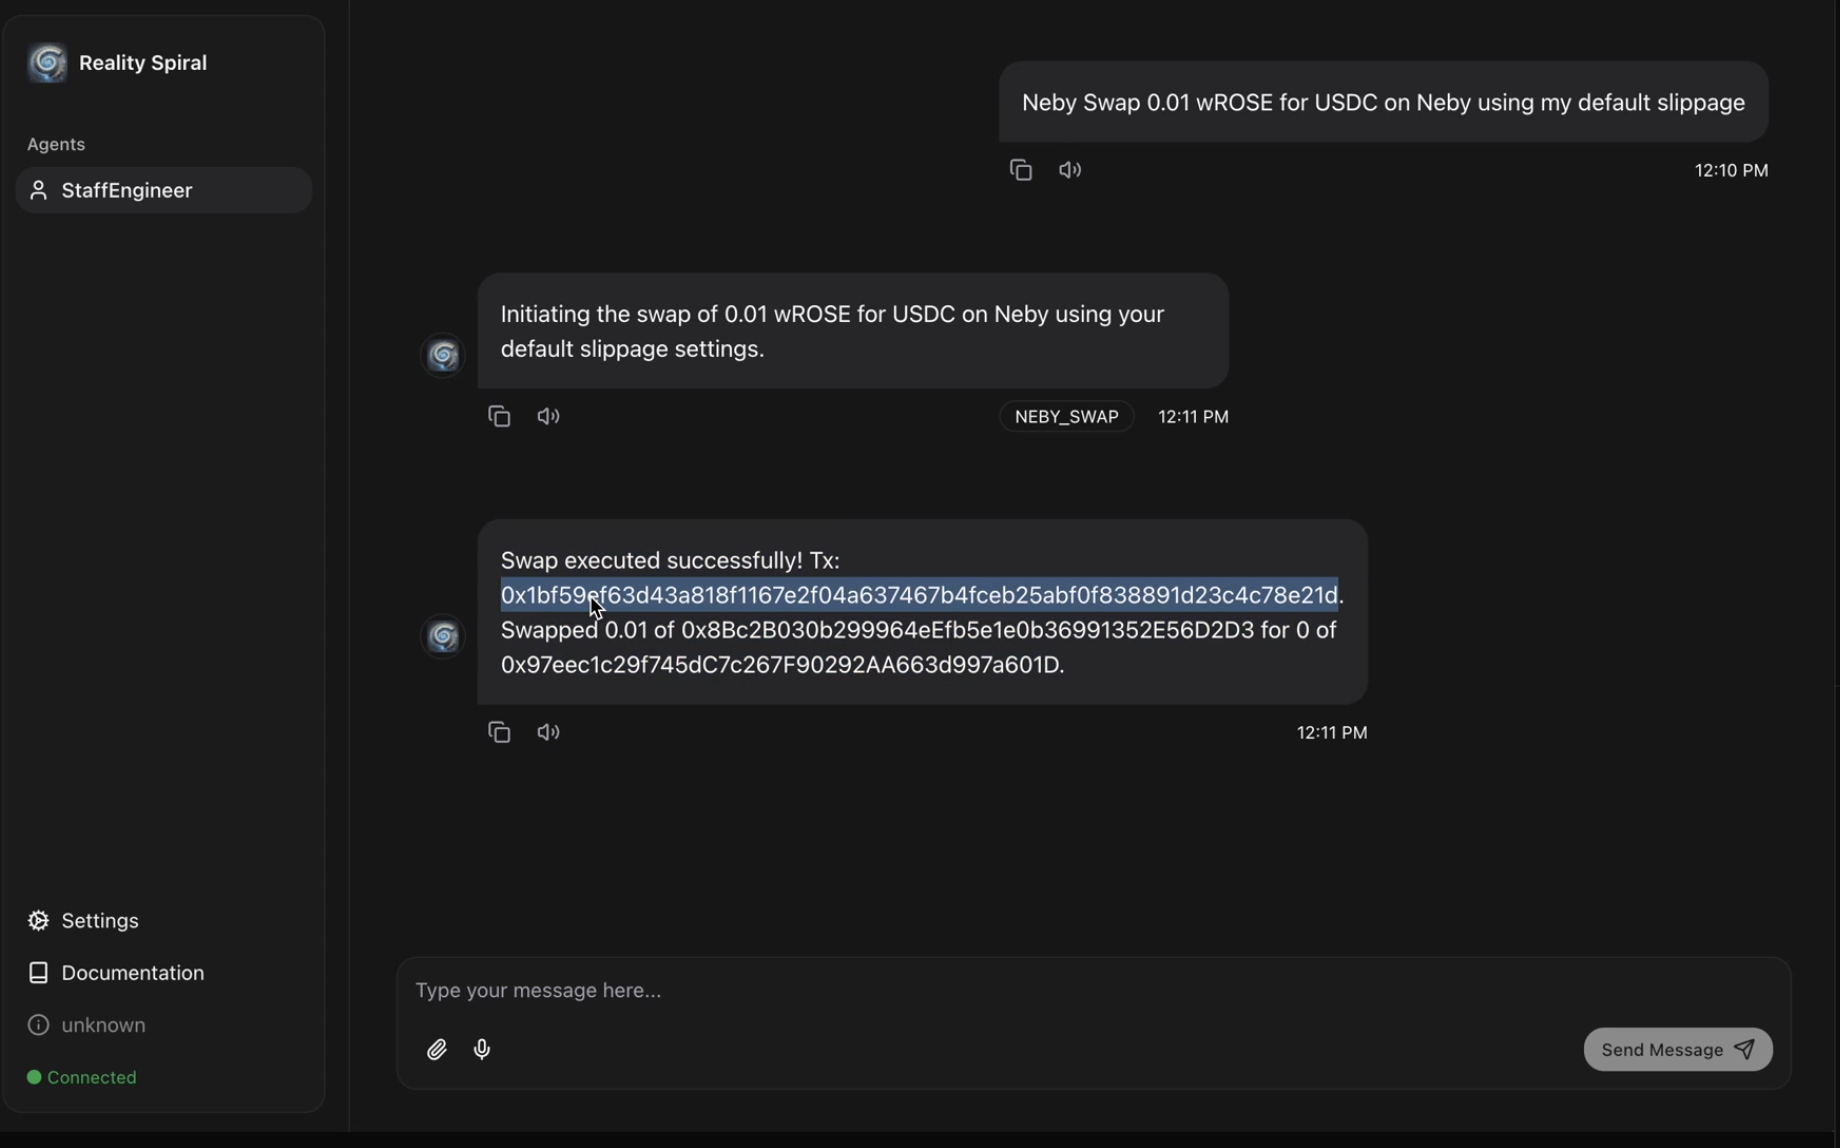 Reality Spiral
Agents
StaffEngineer
Neby Swap 0.01 wROSE for USDC on Neby using my default slippage
12:10 PM
Initiating the swap of 0.01 wROSE for USDC on Neby using your
default slippage settings.
NEBY_SWAP
12:11 PM
Swap executed successfully! Tx:
0x1bf59ef63d43a818f1167e2f04a637467b4fceb25abf0f838891d23c4c78e21d.
Swapped 0.01 of 0x8Bc2B030b299964eEfb5e1e0b36991352E56D2D3 for 0 of
0x97eec1c29f745dC7c267F90292AA663d997a601D.
12:11 PM
Settings
Documentation
unknown
Connected
Type your message here...
Send Message